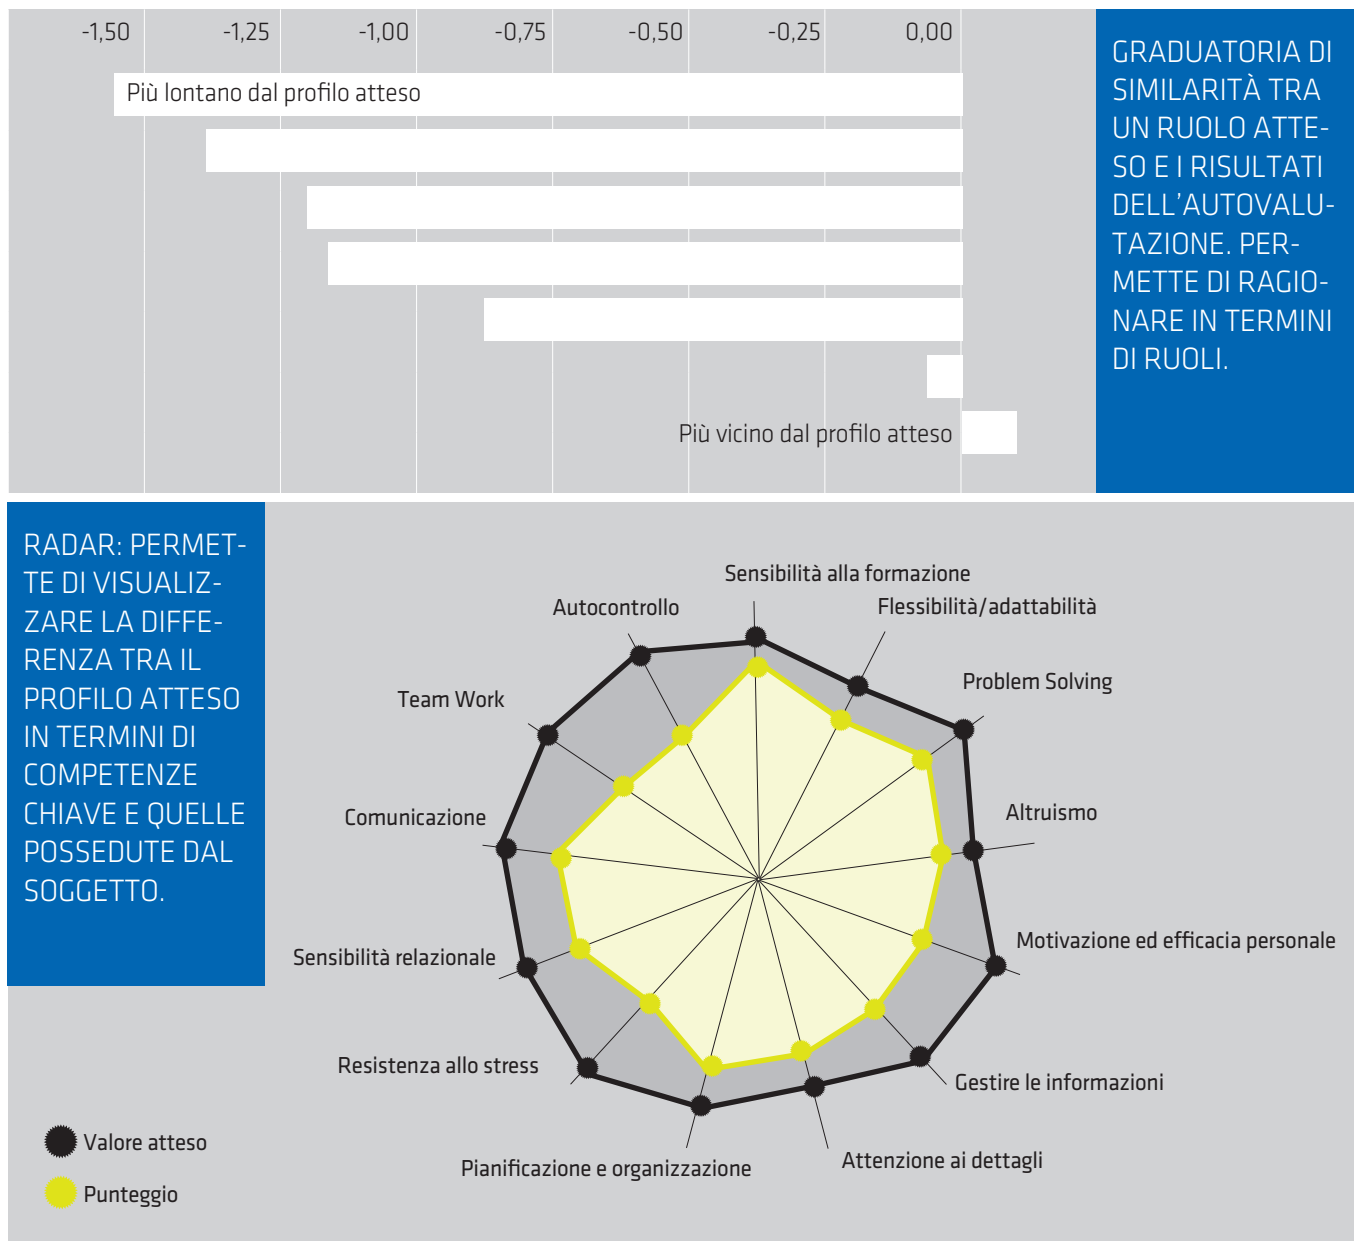 -1,50 -1,25 -1,00 -0,75 -0,50 -0,25 0,00
Più lontano dal profilo atteso
Più vicino dal profilo atteso
GRADUATORIA DI
SIMILARITÀ TRA
UN RUOLO ATTE-
SO E I RISULTATI
DELL'AUTOVALU-
TAZIONE. PER-
METTE DI RAGIO-
NARE IN TERMINI
DI RUOLI.
RADAR: PERMET-
TE DI VISUALIZ-
ZARE LA DIFFE-
RENZA TRA IL
PROFILO ATTESO
IN TERMINI DI
COMPETENZE
CHIAVE E QUELLE
POSSEDUTE DAL
SOGGETTO.
Sensibilità alla formazione
Flessibilità/adattabilità
Problem Solving
Altruismo
Motivazione ed efficacia personale
Gestire le informazioni
Attenzione ai dettagli
Pianificazione e organizzazione
Resistenza allo stress
Sensibilità relazionale
Comunicazione
Team Work
Autocontrollo
Valore atteso
Punteggio